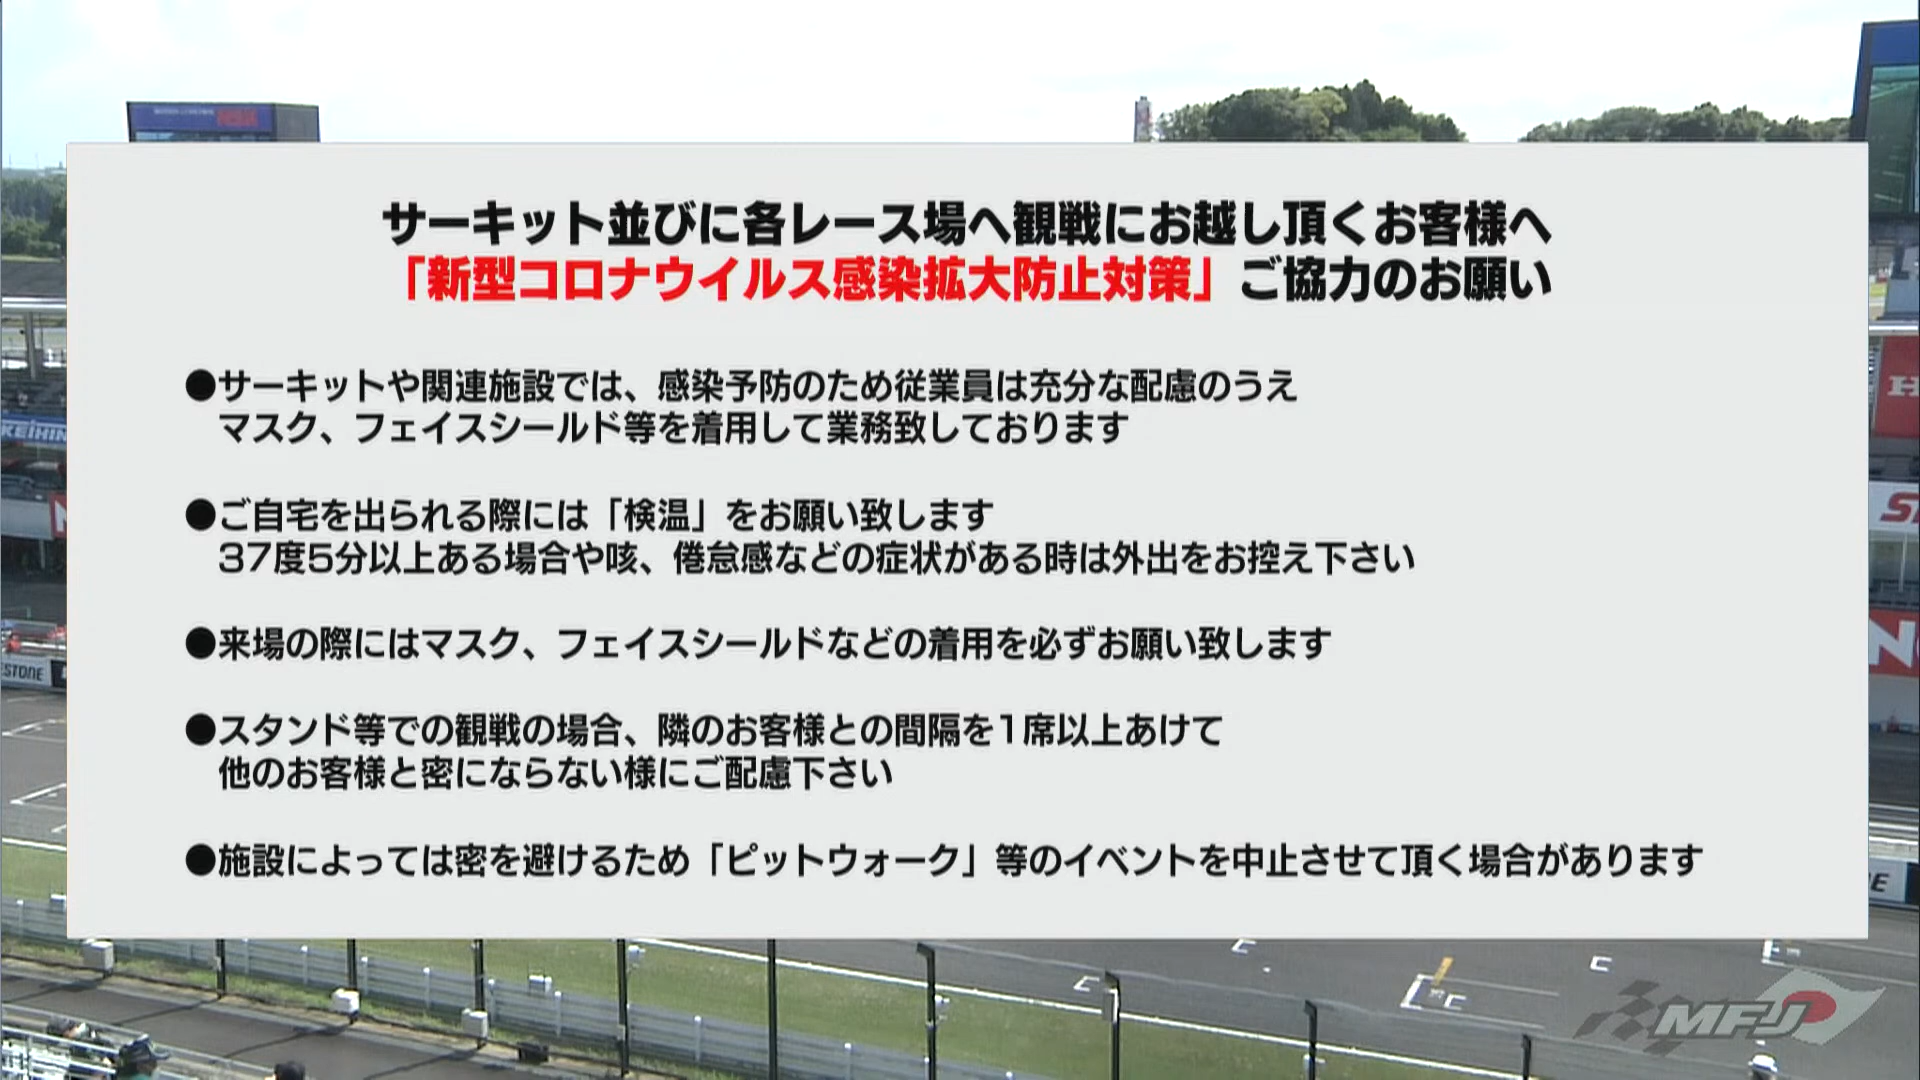 サーキット並びに各レース場へ観戦にお越し頂くお客様へ
「新型コロナウイルス感染拡大防止対策」ご協力のお願い
●サーキットや関連施設では、感染予防のため従業員は充分な配慮のうえ
マスク、フェイスシールド等を着用して業務致しております
●ご自宅を出られる際には「検温」をお願い致します
37度5分以上ある場合や咳、倦怠感などの症状がある時は外出をお控え下さい
●来場の際にはマスク、フェイスシールドなどの着用を必ずお願い致します
●スタンド等での観戦の場合、隣のお客様との間隔を1席以上あけて
他のお客様と密にならない様にご配慮下さい
●施設によっては密を避けるため「ピットウォーク」等のイベントを中止させて頂く場合があります
KEIHIN
STONE
MFJ